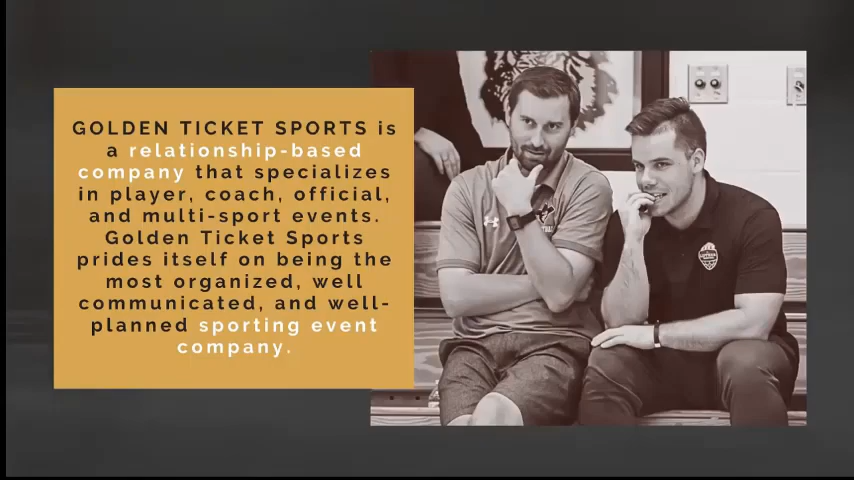 GOLDEN TICKET SPORTS is
a relationship-based
company that specializes
in player, coach, official,
and multi-sport events.
Golden Ticket Sports
prides itself on being the
most organized, well
communicated, and well-
planned sporting event
company.